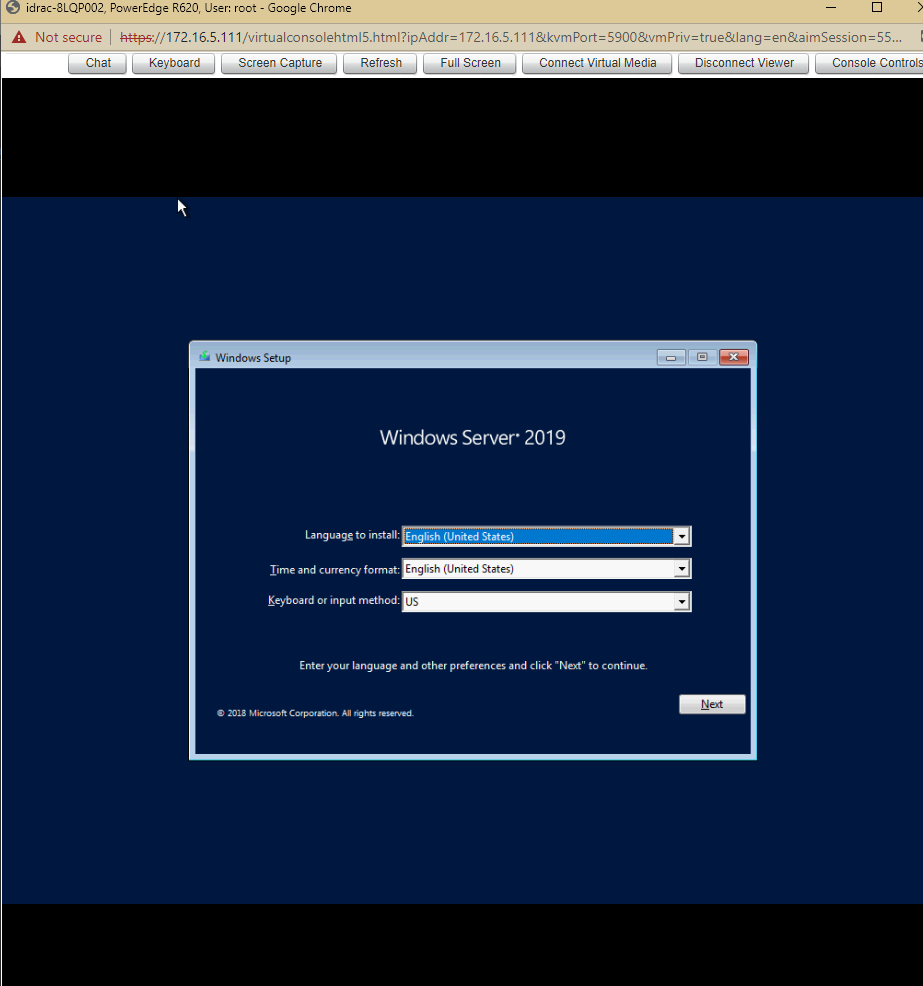 idrac-8LQP002, PowerEdge R620, User: root - Google Chrome
Not secure | https://172.16.5.111/virtualconsolehtml5.html?ipAddr=172.16.5.111&kvmPort=5900&vmPriv=true&lang=en&aimSession=55...
Chat Keyboard Screen Capture Refresh Full Screen Connect Virtual Media Disconnect Viewer Console Controls
Windows Setup
Windows Server® 2019
Language to install: English (United States)
Time and currency format: English (United States)
Keyboard or input method: US
Enter your language and other preferences and click "Next" to continue.
Next
© 2018 Microsoft Corporation. All rights reserved.